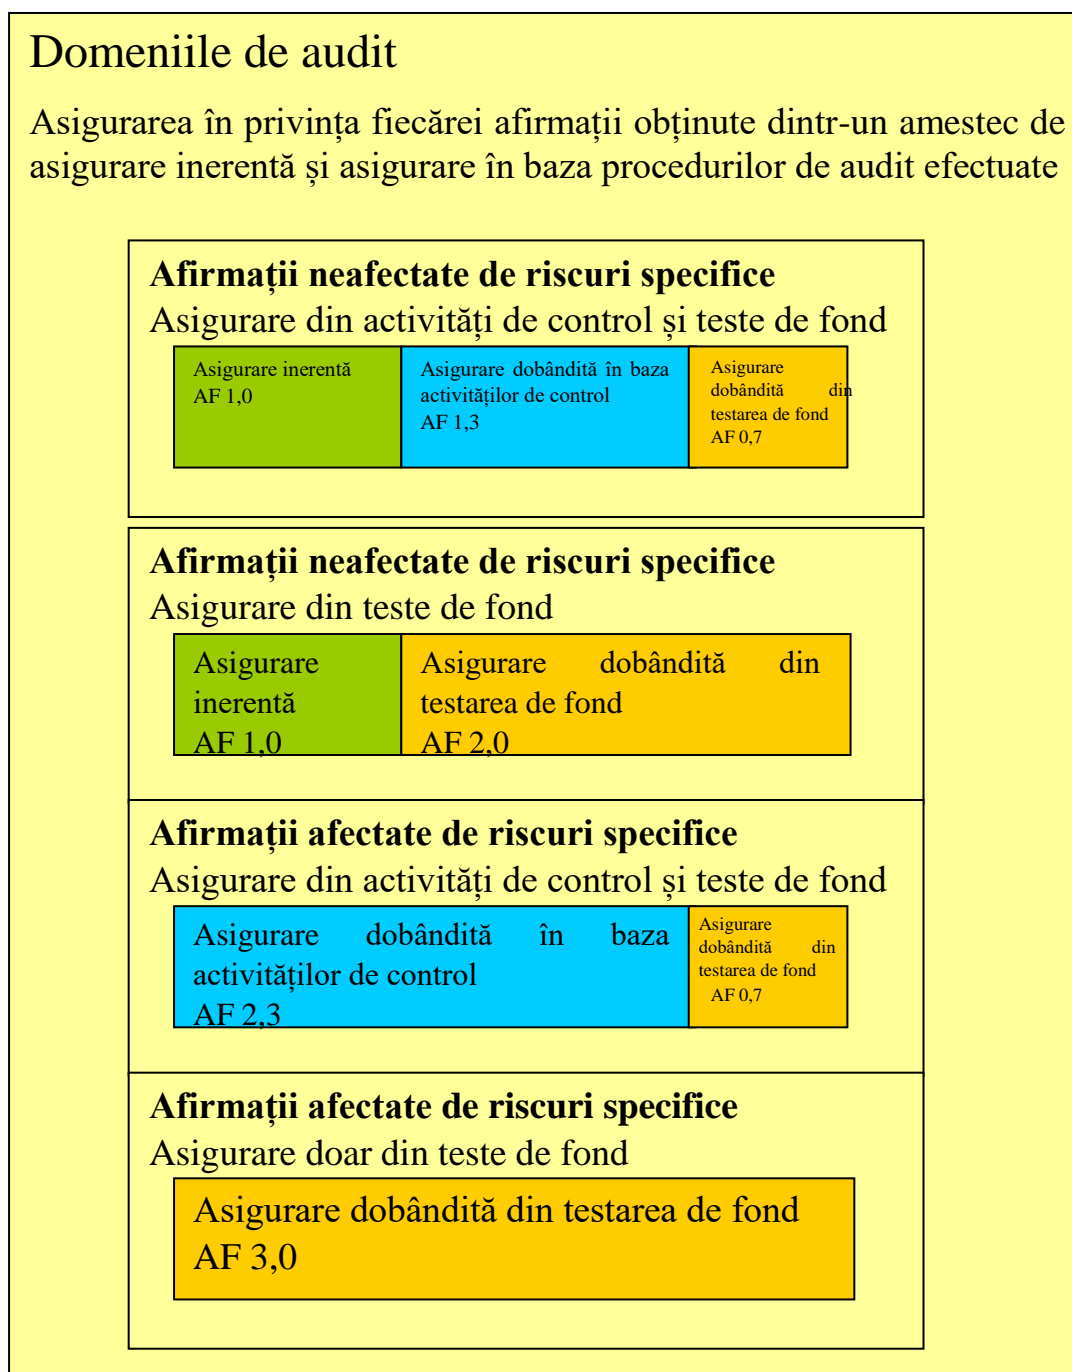 Domeniile de audit
Asigurarea în privința fiecărei afirmații obținute dintr-un amestec de
asigurare inerentă și asigurare în baza procedurilor de audit efectuate
Afirmații neafectate de riscuri specifice
Asigurare din activități de control și teste de fond
Asigurare inerentă
AF 1,0
Asigurare dobândită în baza
activităților de control
AF 1,3
Asigurare
dobândită din
testarea de fond
AF 0,7
Afirmații neafectate de riscuri specifice
Asigurare din teste de fond
Asigurare
inerentă
AF 1,0
Asigurare dobândită din
testarea de fond
AF 2,0
Afirmații afectate de riscuri specifice
Asigurare din activități de control și teste de fond
Asigurare dobândită în baza
activităților de control
AF 2,3
Asigurare
dobândită din
testarea de fond
AF 0,7
Afirmații afectate de riscuri specifice
Asigurare doar din teste de fond
Asigurare dobândită din testarea de fond
AF 3,0